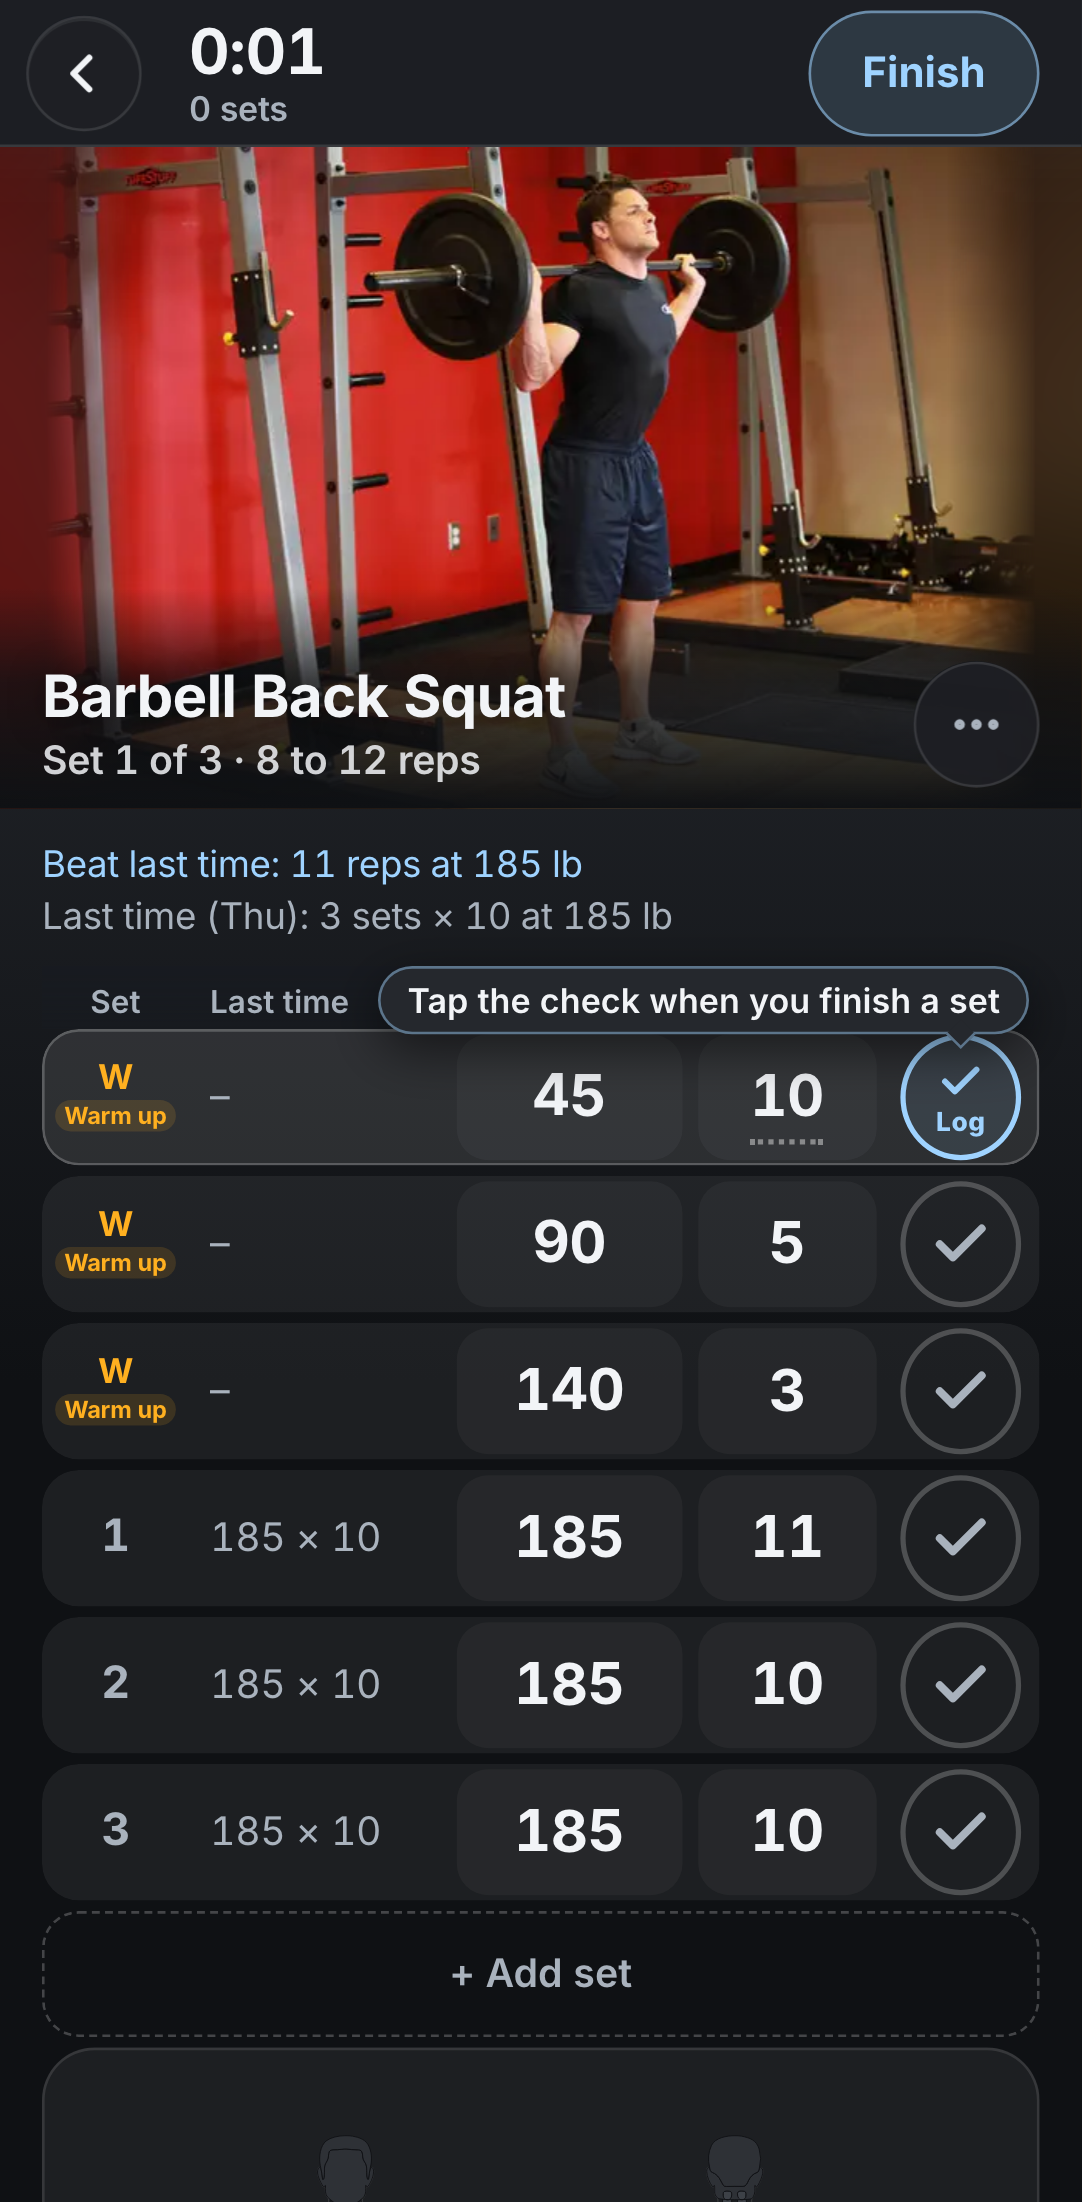 0:01
0 sets
Finish
Barbell Back Squat
Set 1 of 3 · 8 to 12 reps
Beat last time: 11 reps at 185 lb
Last time (Thu): 3 sets × 10 at 185 lb
Set Last time Tap the check when you finish a set
W – 45 10 Log
Warm up
W – 90 5
Warm up
W – 140 3
Warm up
1 185 × 10 185 11
2 185 × 10 185 10
3 185 × 10 185 10
+ Add set